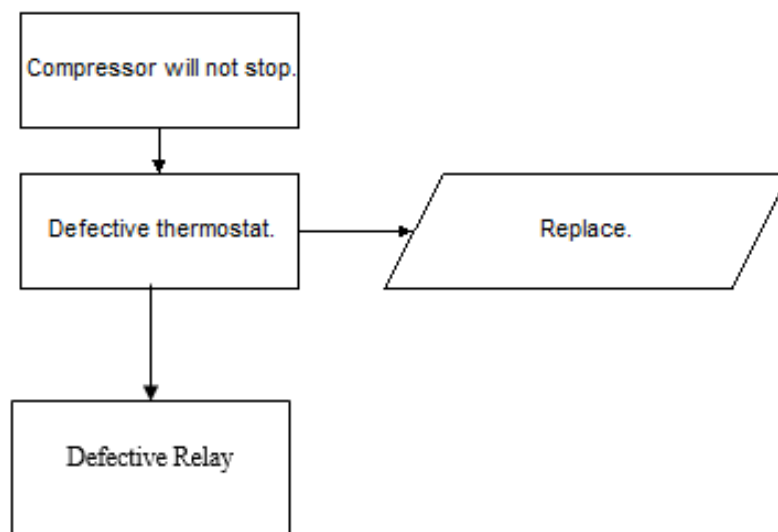 Compressor will not stop.
Defective thermostat.
Replace.
Defective Relay